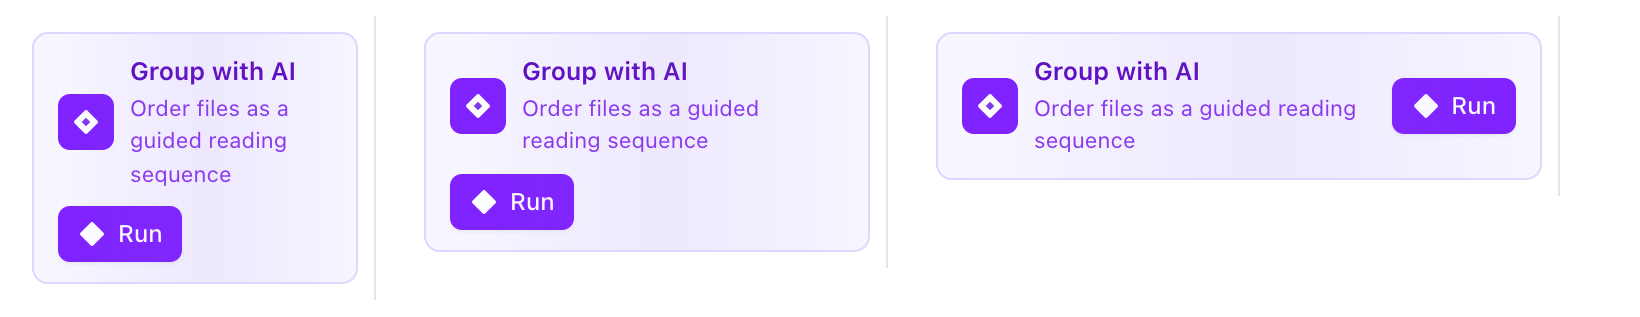 Group with AI
Order files as a
guided reading
sequence
Run
Group with AI
Order files as a guided
reading sequence
Run
Group with AI
Order files as a guided reading
sequence
Run